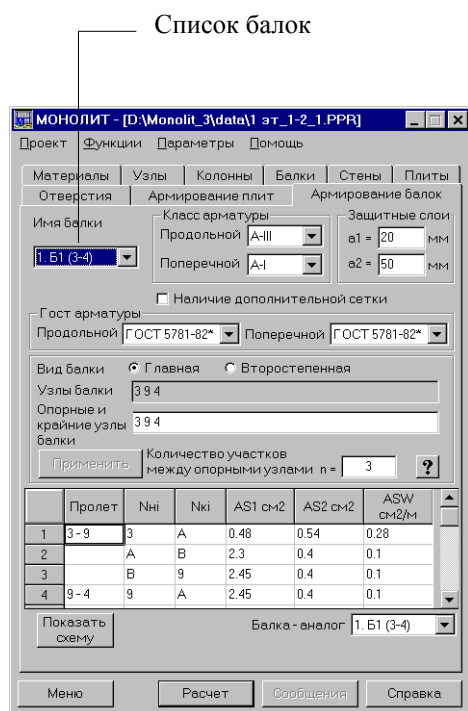 Список балок
МОНОЛИТ - [D:\Monolit_3\data\1 эт_1-2_1.PPR]
Проект Функции Параметры Помощь
Материалы Узлы Колонны Балки Стены Плиты
Отверстия Армирование плит Армирование балок
Имя балки
1. Б1 (3-4)
Класс арматуры
Продольной A-III
Поперечной A-I
Защитные слои
a1 = 20 мм
a2 = 50 мм
Наличие дополнительной сетки
Гост арматуры
Продольной ГОСТ 5781-82* Поперечной ГОСТ 5781-82*
Вид балки Главная Второстепенная
Узлы балки 3 9 4
Опорные и
крайние узлы 3 9 4
балки
Применить
Количество участков
между опорными узлами n = 3 ?
Пролет Nнi Nкi AS1 см2 AS2 см2 ASW см2/м
1 3 - 9 3 A 0.48 0.54 0.28
2 A B 2.3 0.4 0.1
3 B 9 2.45 0.4 0.1
4 9 - 4 9 A 2.45 0.4 0.1
Показать
схему
Балка - аналог 1. Б1 (3-4)
Меню Расчет Сообщения Справка